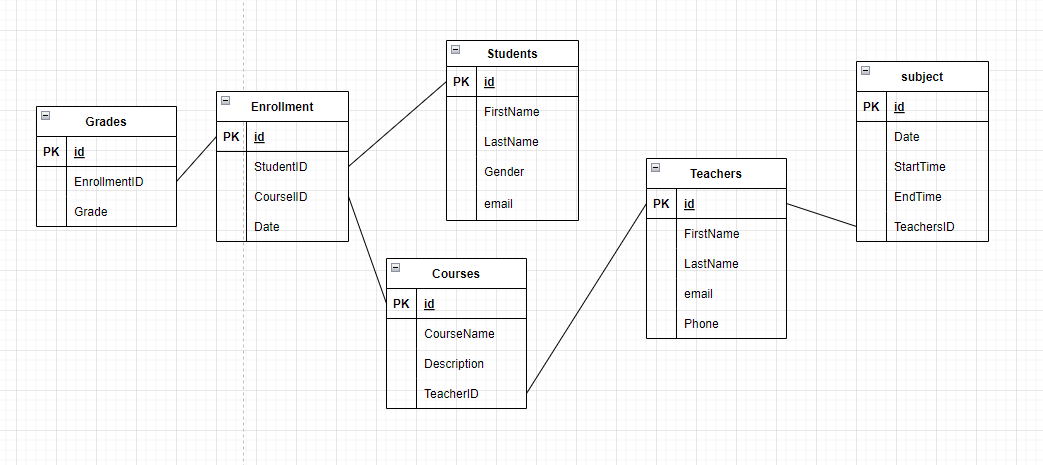 Grades
PK id
EnrollmentID
Grade
Enrollment
PK id
StudentID
CourselID
Date
Students
PK id
FirstName
LastName
Gender
email
Courses
PK id
CourseName
Description
TeacherID
Teachers
PK id
FirstName
LastName
email
Phone
subject
PK id
Date
StartTime
EndTime
TeachersID